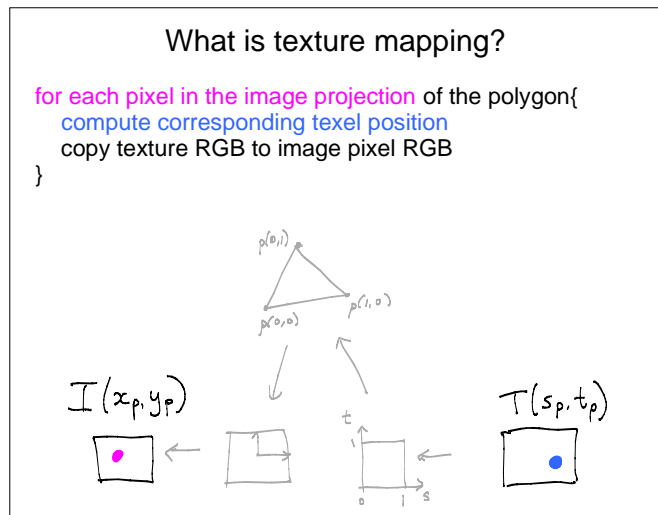 What is texture mapping?
for each pixel in the image projection of the polygon{
compute corresponding texel position
copy texture RGB to image pixel RGB
}
p(0,1)
p(1,0)
p(0,0)
I(xp,yp)
T(sp,tp)
t
1
0 1 s